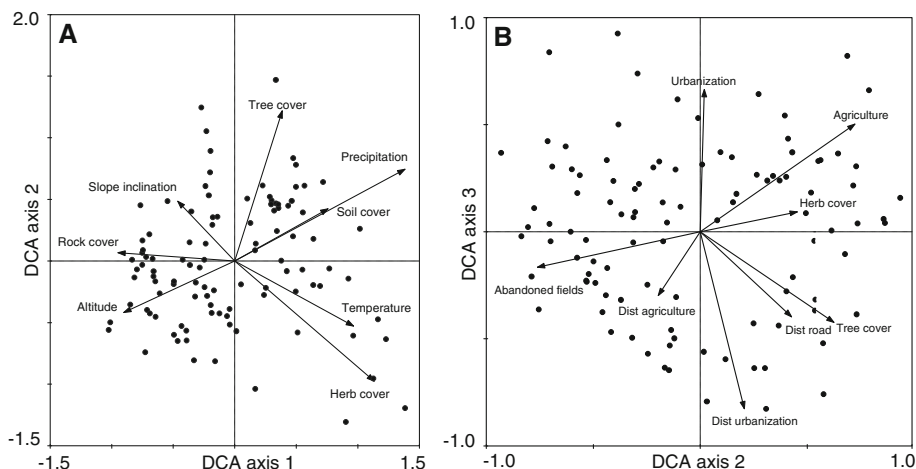 2.0
A
Tree cover
Precipitation
Slope inclination
Soil cover
Rock cover
Altitude
Temperature
Herb cover
DCA axis 2
-1.5
-1.5
DCA axis 1
1.5
1.0
B
Urbanization
Agriculture
Herb cover
Abandoned fields
Dist agriculture
Dist road
Tree cover
Dist urbanization
DCA axis 3
-1.0
-1.0
DCA axis 2
1.0